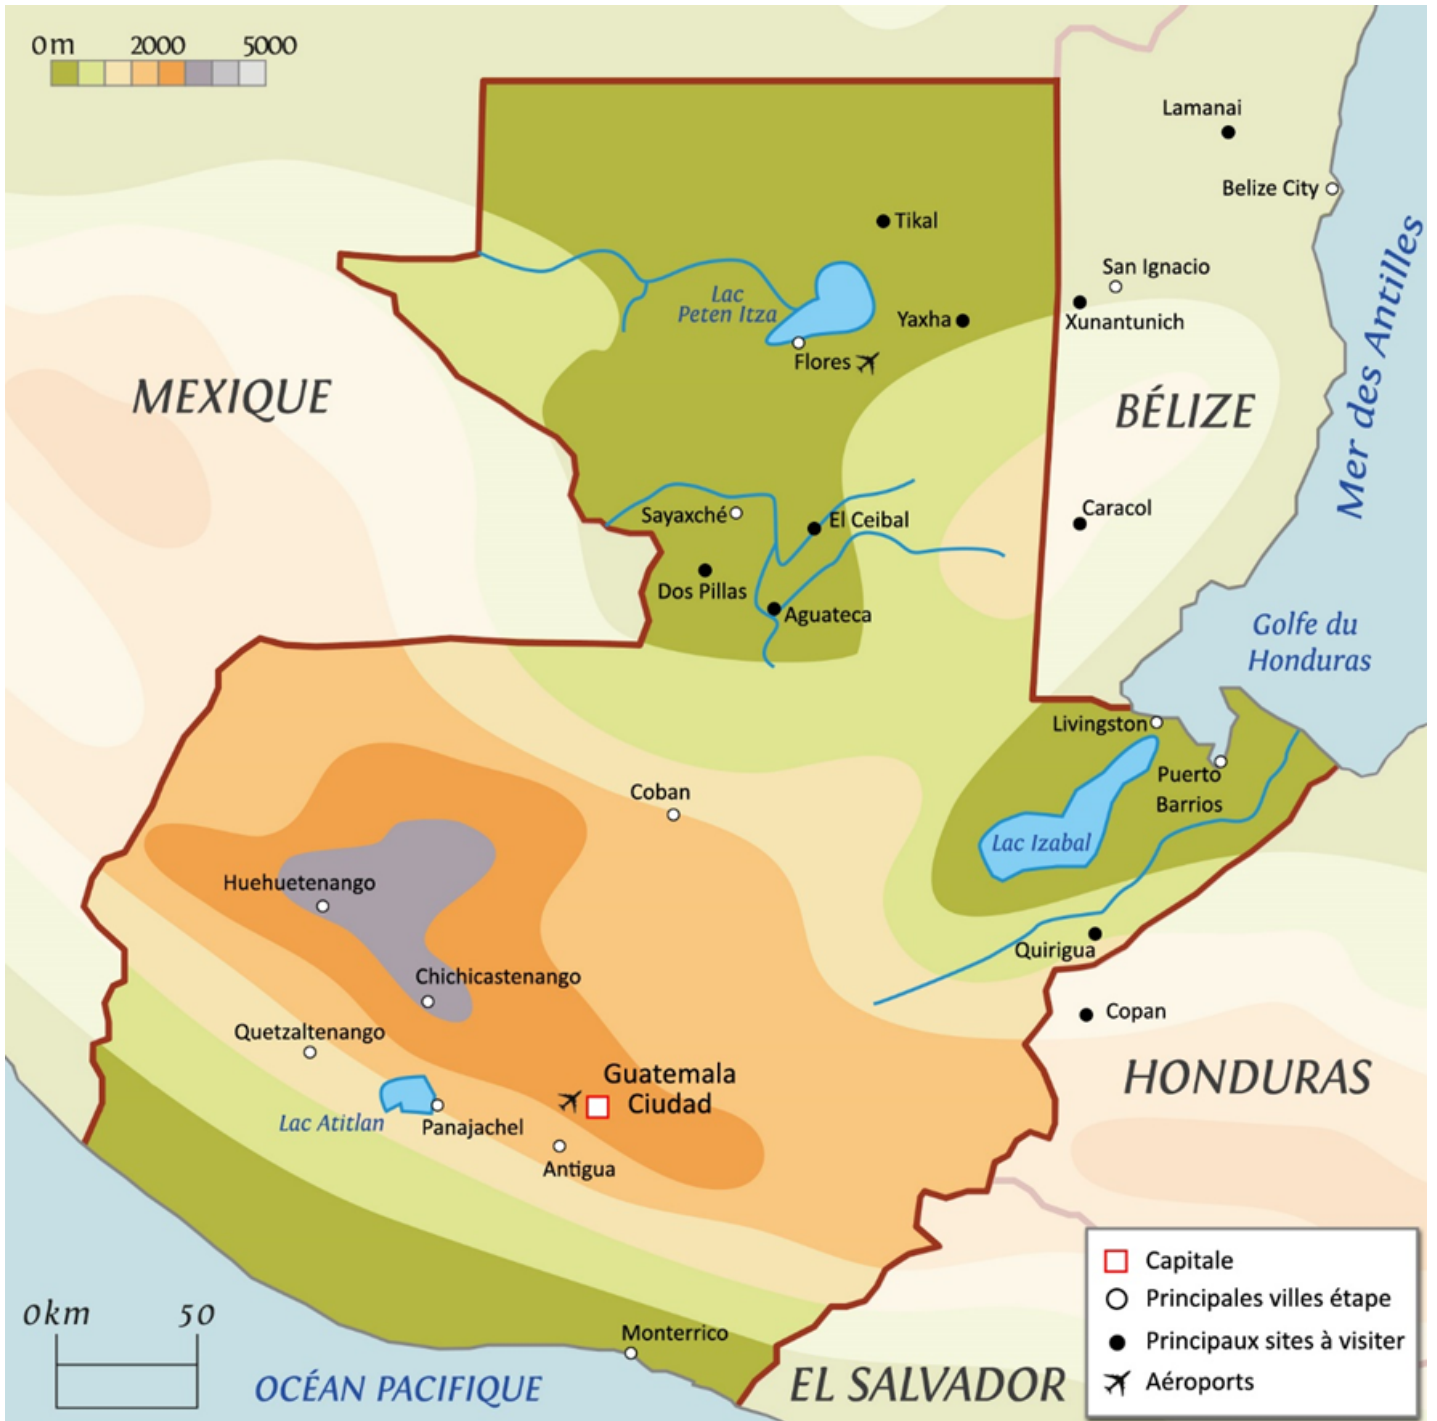 0m 2000 5000
Lamanai
Belize City
Tikal
San Ignacio
Lac
Peten Itza
Yaxha
Xunantunich
Flores
MEXIQUE
BÉLIZE
Mer des Antilles
Sayaxché
El Ceibal
Caracol
Dos Pillas
Aguateca
Golfe du
Honduras
Livingston
Puerto
Barrios
Coban
Lac Izabal
Huehuetenango
Quirigua
Chichicastenango
Copan
Quetzaltenango
Guatemala
Ciudad
HONDURAS
Lac Atitlan
Panajachel
Antigua
Capitale
Principales villes étape
Principaux sites à visiter
Aéroports
0km 50
Monterrico
OCÉAN PACIFIQUE
EL SALVADOR